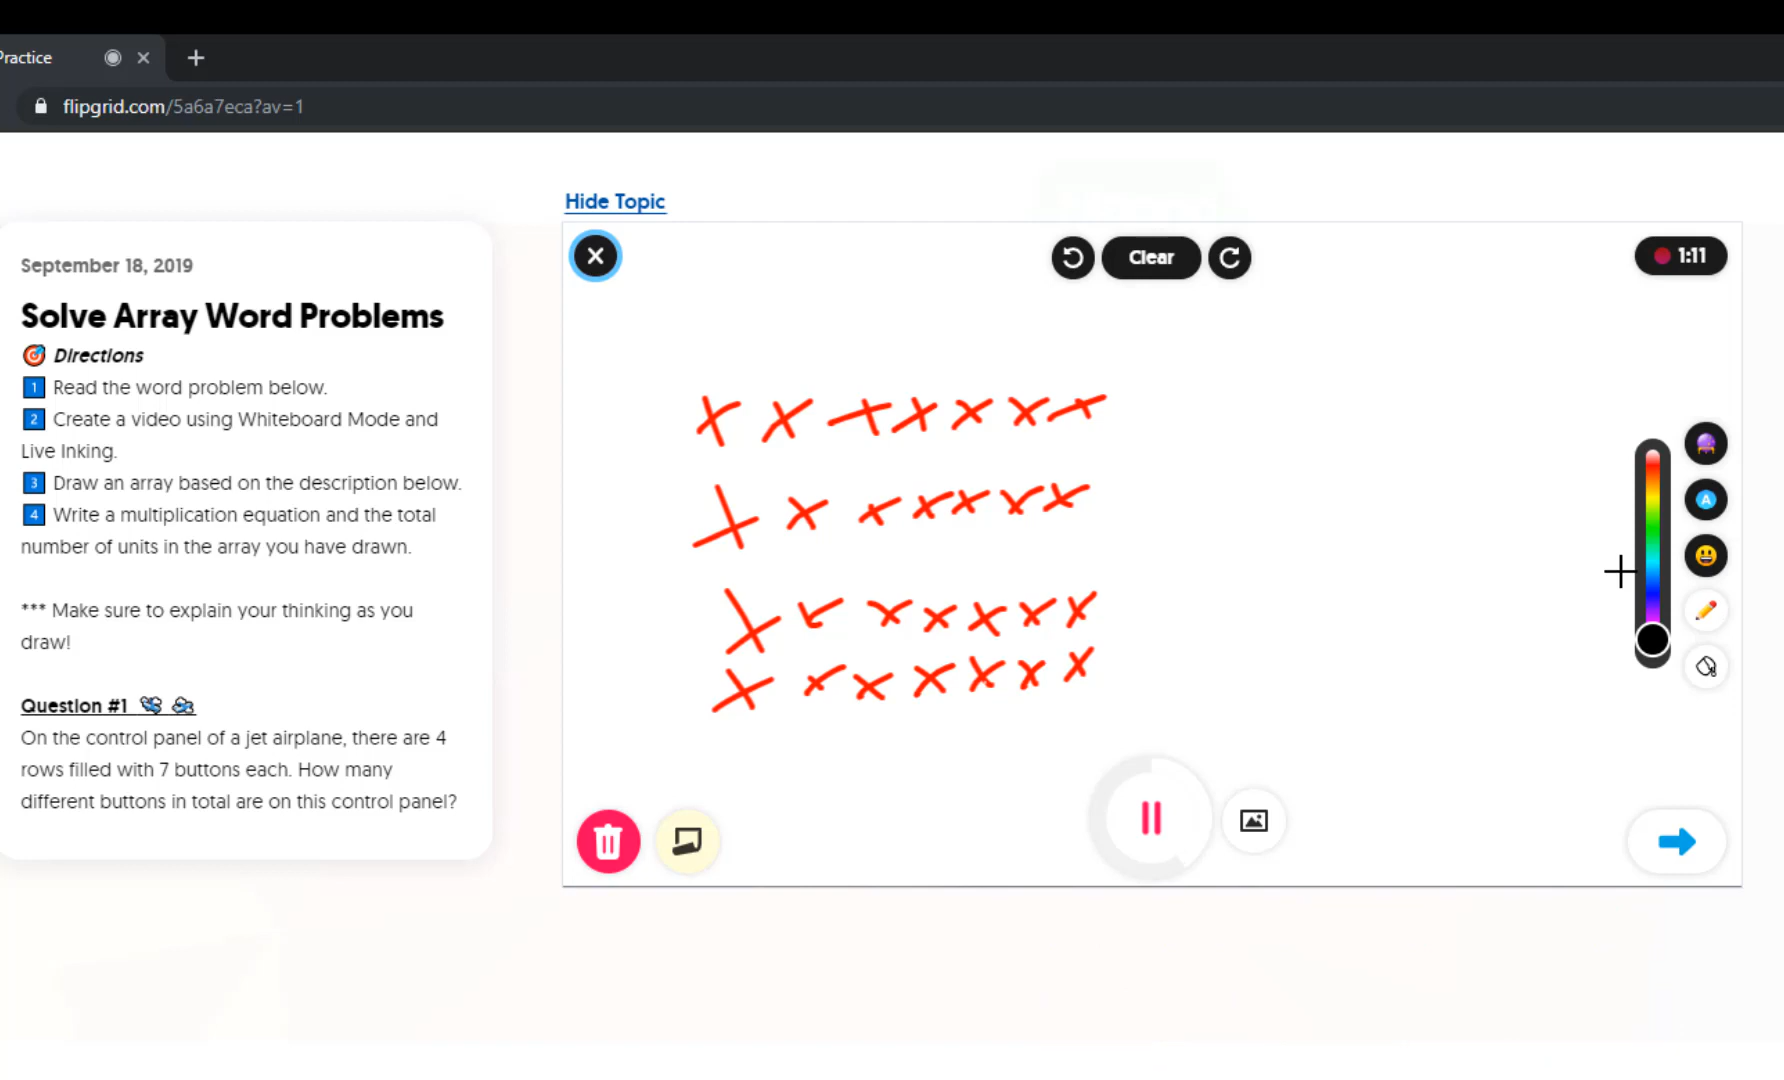 Practice
flipgrid.com/5a6a7eca?av=1
Hide Topic
Clear
1:11
September 18, 2019
Solve Array Word Problems
Directions
1 Read the word problem below.
2 Create a video using Whiteboard Mode and
Live Inking.
3 Draw an array based on the description below.
4 Write a multiplication equation and the total
number of units in the array you have drawn.
*** Make sure to explain your thinking as you
draw!
Question #1
On the control panel of a jet airplane, there are 4
rows filled with 7 buttons each. How many
different buttons in total are on this control panel?
x x x x x x x
x x x x x x x
x x x x x x x
x x x x x x x
A